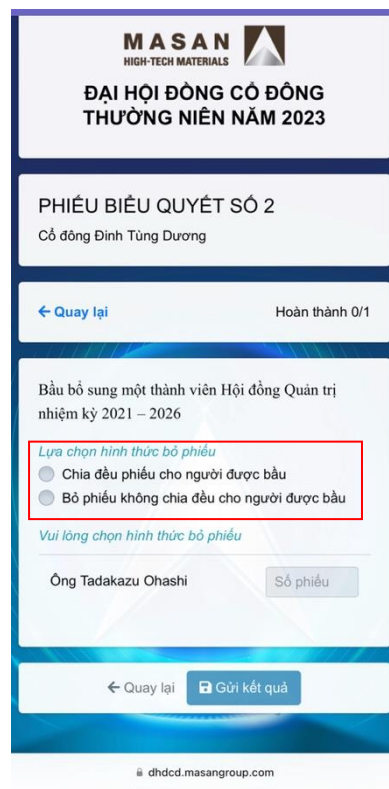 MASAN
HIGH-TECH MATERIALS
ĐẠI HỘI ĐỒNG CỔ ĐÔNG
THƯỜNG NIÊN NĂM 2023
PHIẾU BIỂU QUYẾT SỐ 2
Cổ đông Đinh Tùng Dương
Quay lại
Hoàn thành 0/1
Bầu bổ sung một thành viên Hội đồng Quản trị
nhiệm kỳ 2021 – 2026
Lựa chọn hình thức bỏ phiếu
Chia đều phiếu cho người được bầu
Bỏ phiếu không chia đều cho người được bầu
Vui lòng chọn hình thức bỏ phiếu
Ông Tadakazu Ohashi
Số phiếu
Quay lại
Gửi kết quả
dhdcd.masangroup.com